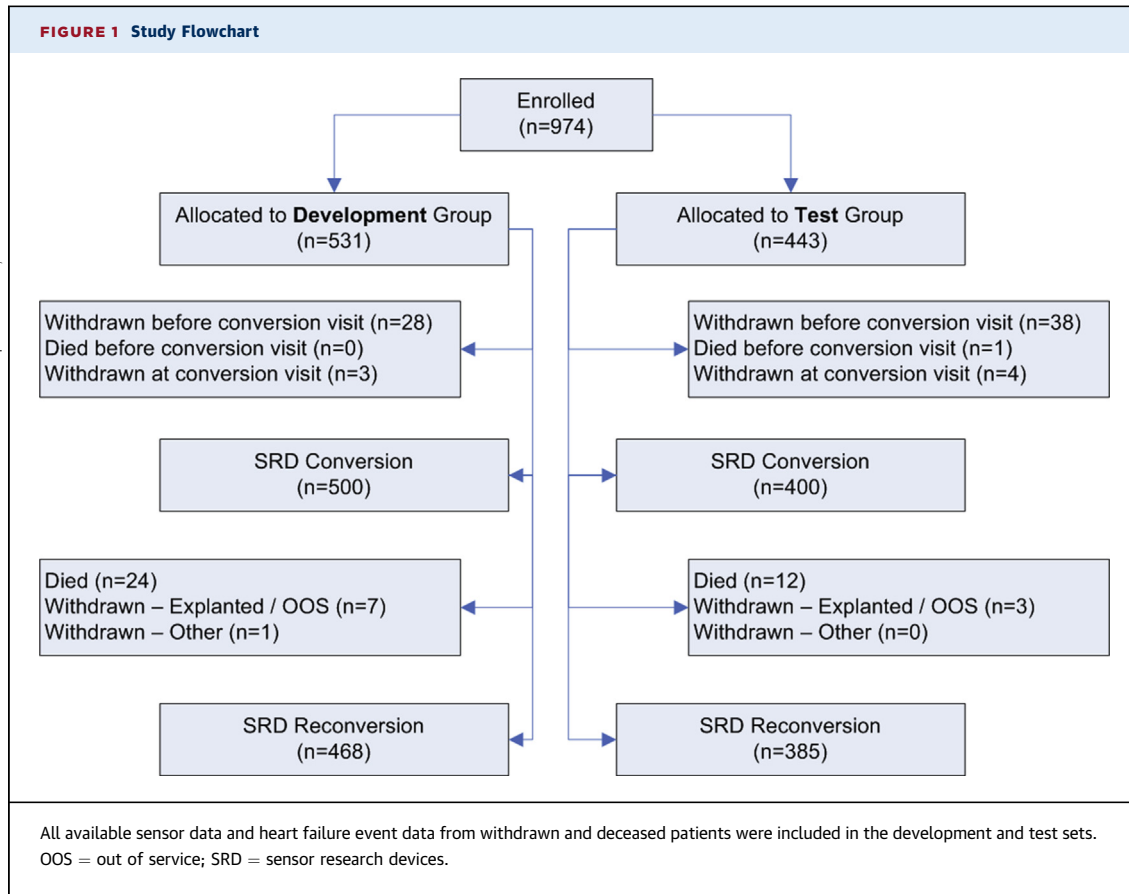 FIGURE 1 Study Flowchart
Enrolled
(n=974)
Allocated to Development Group
(n=531)
Allocated to Test Group
(n=443)
Withdrawn before conversion visit (n=28)
Died before conversion visit (n=0)
Withdrawn at conversion visit (n=3)
Withdrawn before conversion visit (n=38)
Died before conversion visit (n=1)
Withdrawn at conversion visit (n=4)
SRD Conversion
(n=500)
SRD Conversion
(n=400)
Died (n=24)
Withdrawn – Explanted / OOS (n=7)
Withdrawn – Other (n=1)
Died (n=12)
Withdrawn – Explanted / OOS (n=3)
Withdrawn – Other (n=0)
SRD Reconversion
(n=468)
SRD Reconversion
(n=385)
All available sensor data and heart failure event data from withdrawn and deceased patients were included in the development and test sets.
OOS = out of service; SRD = sensor research devices.